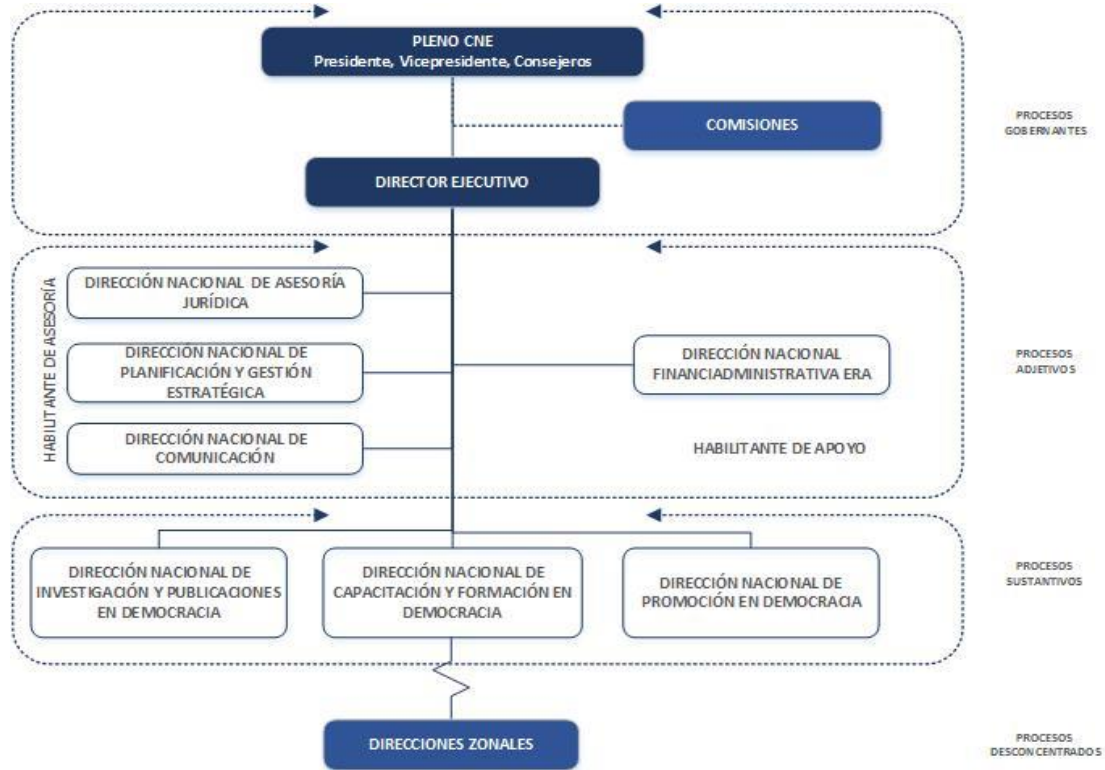 PLENO CNE
Presidente, Vicepresidente, Consejeros
COMISIONES
PROCESOS
GOBERNANTES
DIRECTOR EJECUTIVO
HABILITANTE DE ASESORÍA
DIRECCIÓN NACIONAL DE ASESORÍA
JURÍDICA
DIRECCIÓN NACIONAL DE
PLANIFICACIÓN Y GESTIÓN
ESTRATÉGICA
DIRECCIÓN NACIONAL
FINANCIADMINISTRATIVA ERA
PROCESOS
ADJETIVOS
DIRECCIÓN NACIONAL DE
COMUNICACIÓN
HABILITANTE DE APOYO
DIRECCIÓN NACIONAL DE
INVESTIGACIÓN Y PUBLICACIONES
EN DEMOCRACIA
DIRECCIÓN NACIONAL DE
CAPACITACIÓN Y FORMACIÓN EN
DEMOCRACIA
DIRECCIÓN NACIONAL DE
PROMOCIÓN EN DEMOCRACIA
PROCESOS
SUSTANTIVOS
DIRECCIONES ZONALES
PROCESOS
DESCONCENTRADOS